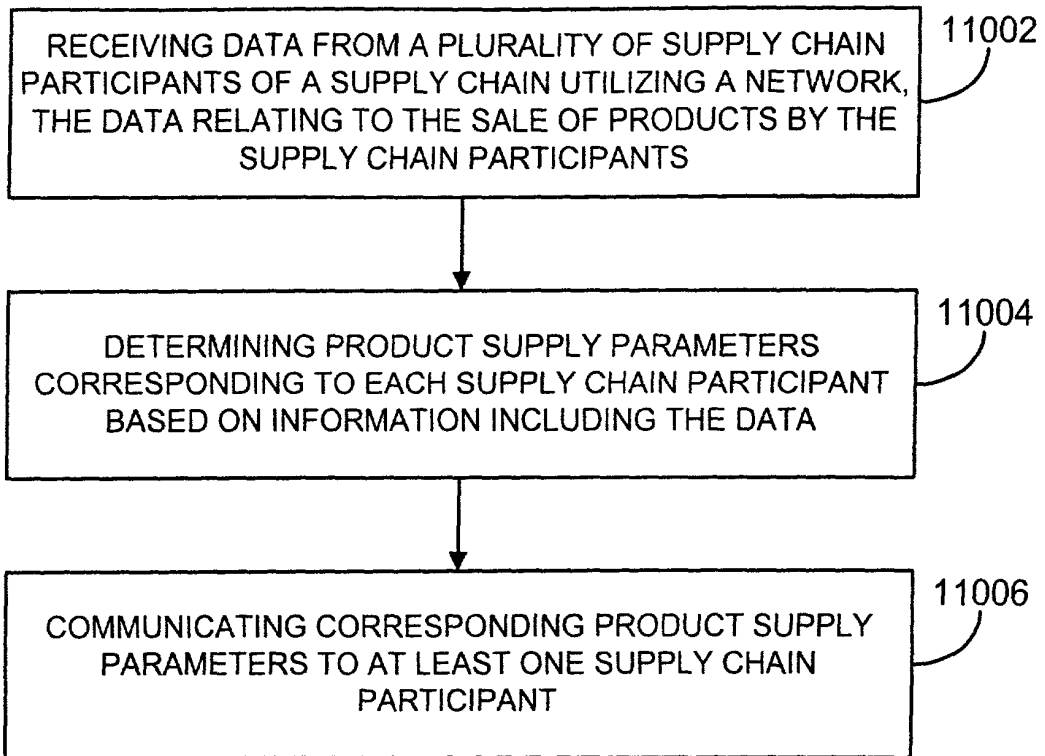 RECEIVING DATA FROM A PLURALITY OF SUPPLY CHAIN
PARTICIPANTS OF A SUPPLY CHAIN UTILIZING A NETWORK,
THE DATA RELATING TO THE SALE OF PRODUCTS BY THE
SUPPLY CHAIN PARTICIPANTS
11002
DETERMINING PRODUCT SUPPLY PARAMETERS
CORRESPONDING TO EACH SUPPLY CHAIN PARTICIPANT
BASED ON INFORMATION INCLUDING THE DATA
11004
COMMUNICATING CORRESPONDING PRODUCT SUPPLY
PARAMETERS TO AT LEAST ONE SUPPLY CHAIN
PARTICIPANT
11006